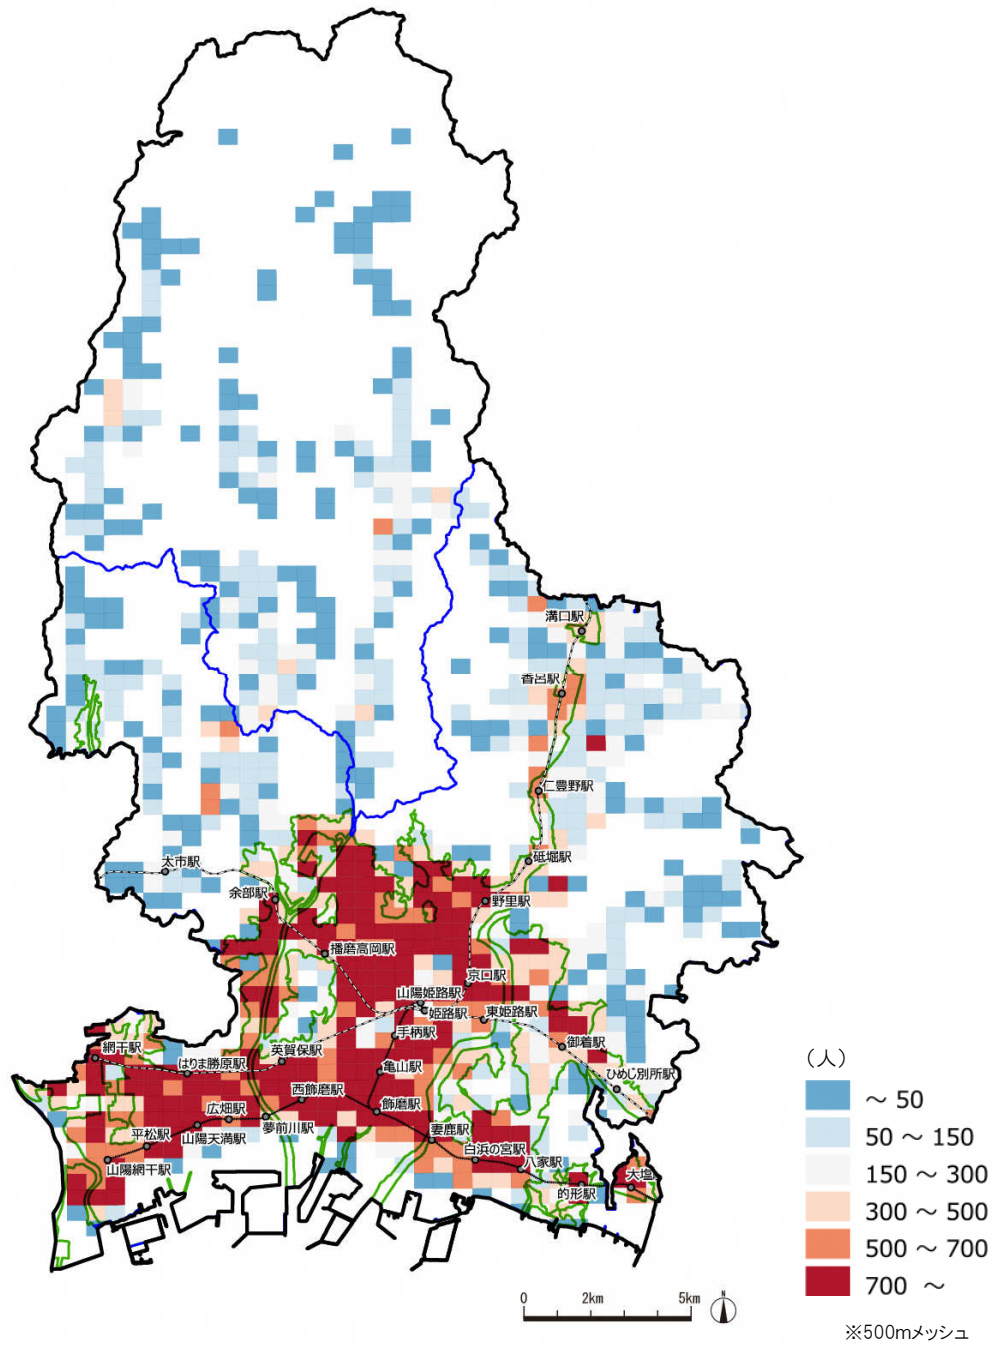 溝口駅
香呂駅
仁豊野駅
砥堀駅
太市駅
余部駅
野里駅
播磨高岡駅
京口駅
山陽姫路駅
姫路駅
東姫路駅
手柄駅
御着駅
網干駅
英賀保駅
はりま勝原駅
亀山駅
ひめじ別所駅
西飾磨駅
飾磨駅
広畑駅
夢前川駅
妻鹿駅
平松駅
山陽天満駅
白浜の宮駅
山陽網干駅
八家駅
大塩
的形駅
（人）
～ 50
50 ～ 150
150 ～ 300
300 ～ 500
500 ～ 700
700 ～
0 2km 5km
N
※500mメッシュ